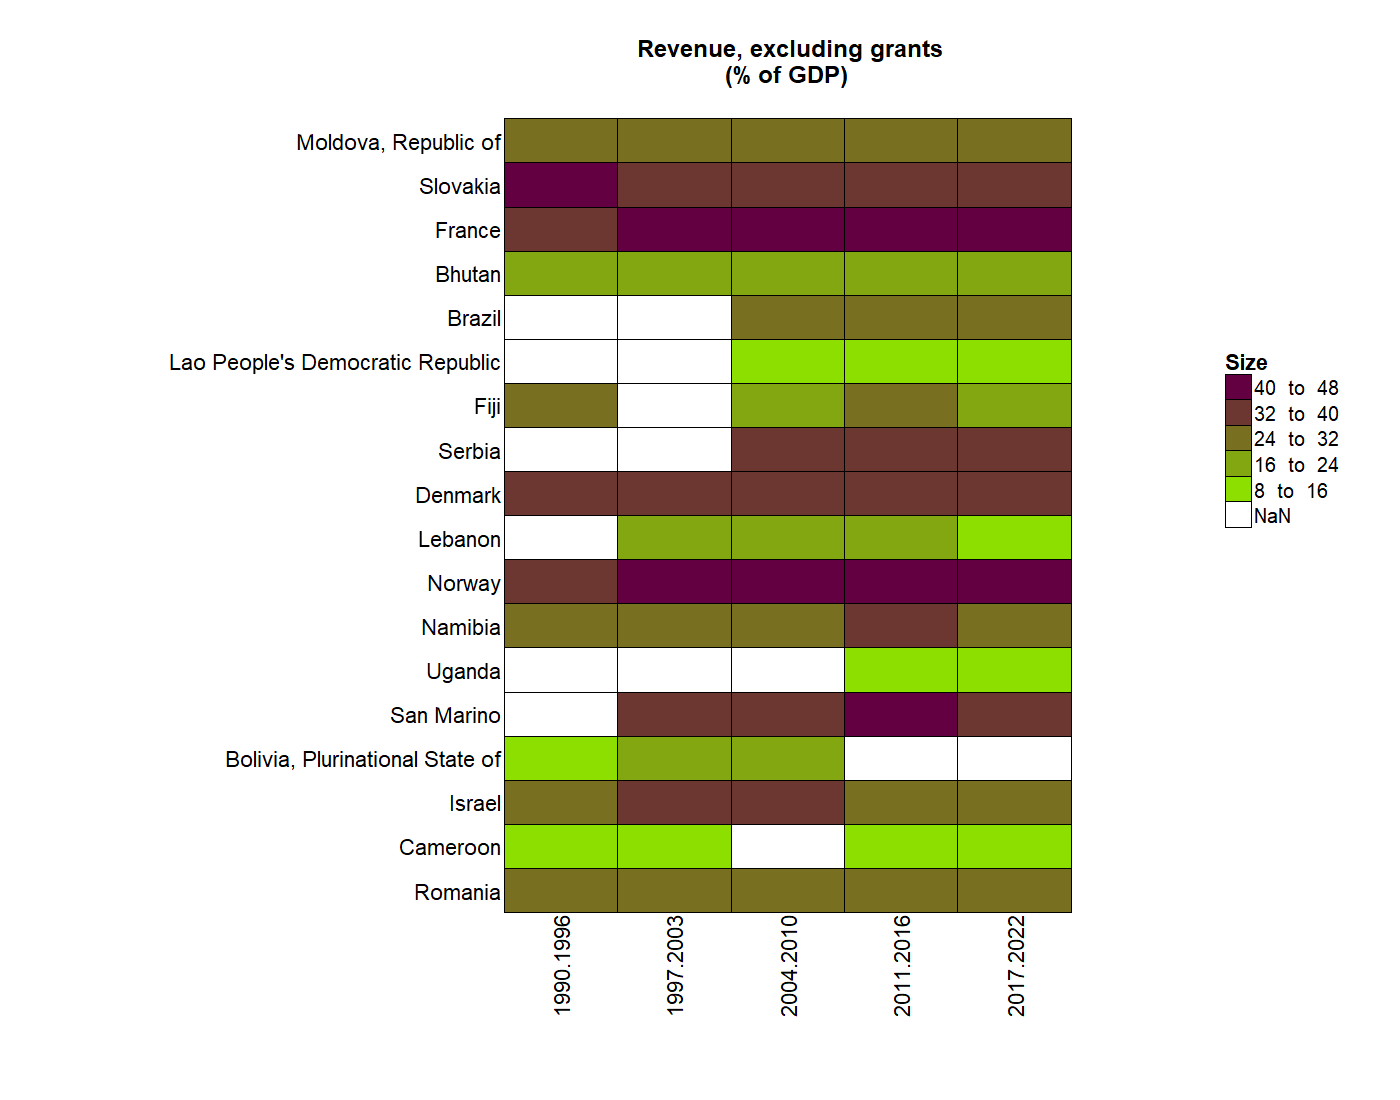 Revenue, excluding grants
(% of GDP)
Moldova, Republic of
Slovakia
France
Bhutan
Brazil
Lao People's Democratic Republic
Fiji
Serbia
Denmark
Lebanon
Norway
Namibia
Uganda
San Marino
Bolivia, Plurinational State of
Israel
Cameroon
Romania
1990.1996
1997.2003
2004.2010
2011.2016
2017.2022
Size
40 to 48
32 to 40
24 to 32
16 to 24
8 to 16
NaN